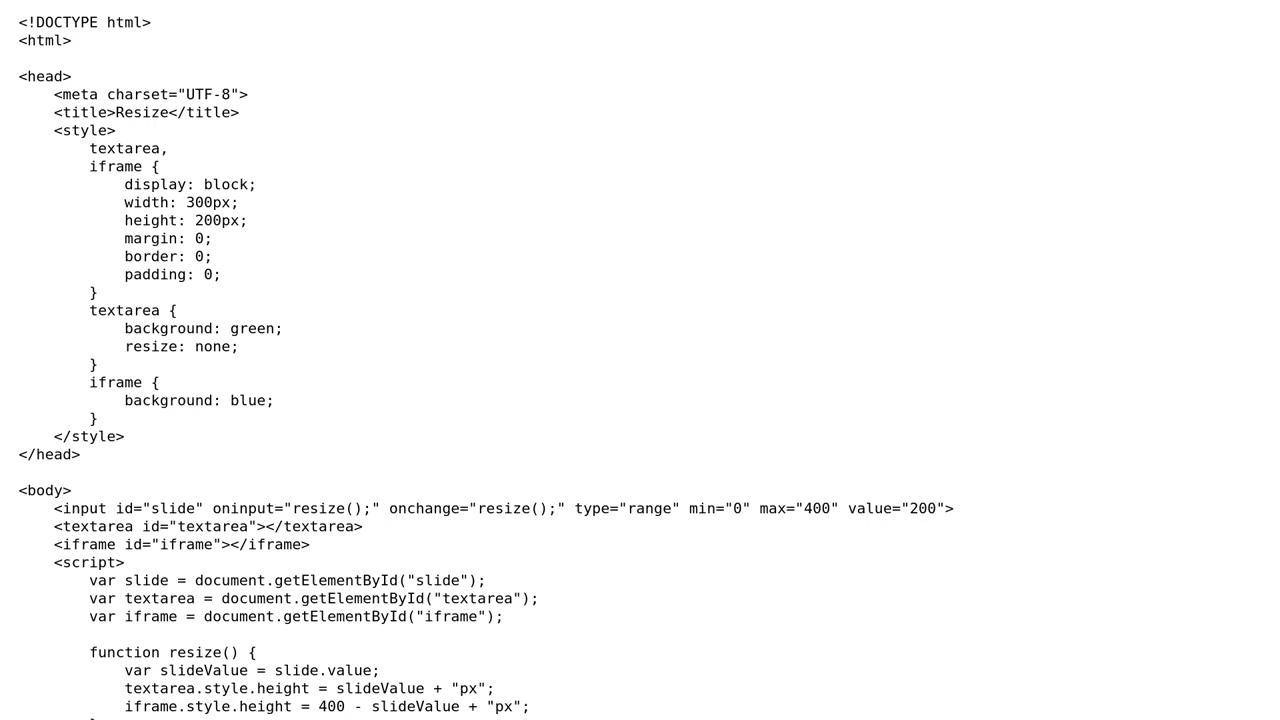 <!DOCTYPE html>
<html>

<head>
    <meta charset="UTF-8">
    <title>Resize</title>
    <style>
        textarea,
        iframe {
            display: block;
            width: 300px;
            height: 200px;
            margin: 0;
            border: 0;
            padding: 0;
        }
        textarea {
            background: green;
            resize: none;
        }
        iframe {
            background: blue;
        }
    </style>
</head>

<body>
    <input id="slide" oninput="resize();" onchange="resize();" type="range" min="0" max="400" value="200">
    <textarea id="textarea"></textarea>
    <iframe id="iframe"></iframe>
    <script>
        var slide = document.getElementById("slide");
        var textarea = document.getElementById("textarea");
        var iframe = document.getElementById("iframe");

        function resize() {
            var slideValue = slide.value;
            textarea.style.height = slideValue + "px";
            iframe.style.height = 400 - slideValue + "px";